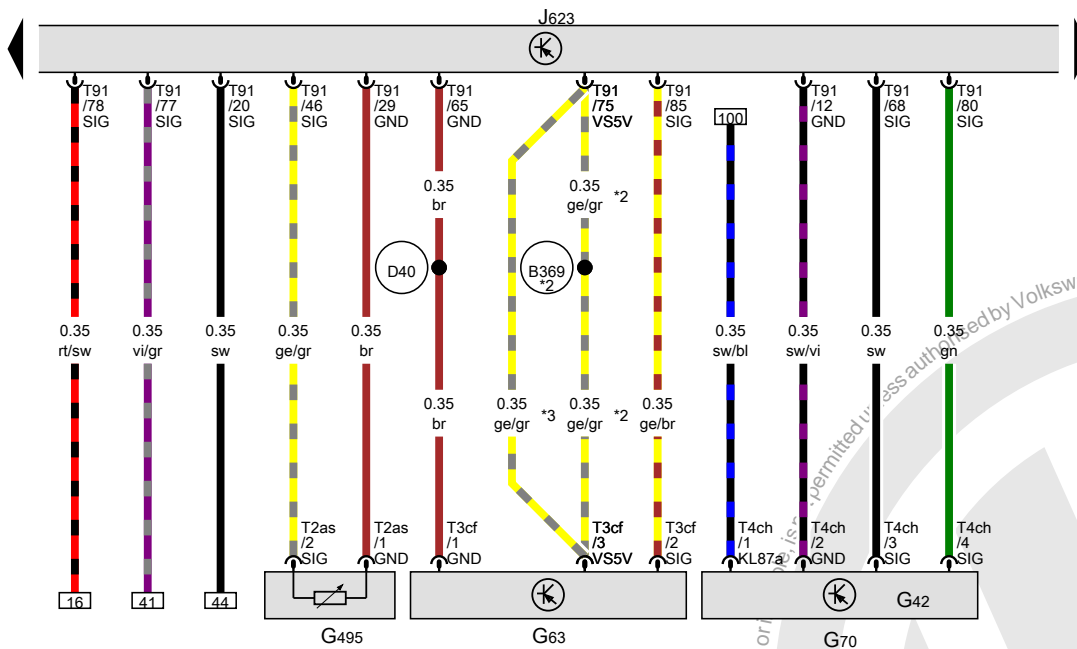 J623
T91
/78
SIG
T91
/77
SIG
T91
/20
SIG
T91
/46
SIG
T91
/29
GND
T91
/65
GND
T91
/75
VS5V
T91
/85
SIG
100
T91
/12
GND
T91
/68
SIG
T91
/80
SIG
0.35
br
0.35
ge/gr
*2
D40
B369
*2
0.35
rt/sw
0.35
vi/gr
0.35
sw
0.35
ge/gr
0.35
br
0.35
sw/bl
0.35
sw/vi
0.35
sw
0.35
gn
0.35
br
0.35
ge/gr
*3
0.35
ge/gr
*2
0.35
ge/br
T2as
/2
SIG
T2as
/1
GND
T3cf
/1
GND
T3cf
/3
VS5V
T3cf
/2
SIG
T4ch
/1
KL87a
T4ch
/2
GND
T4ch
/3
SIG
T4ch
/4
SIG
16
41
44
G42
G495
G63
G70
permitted
authorised by Volksw